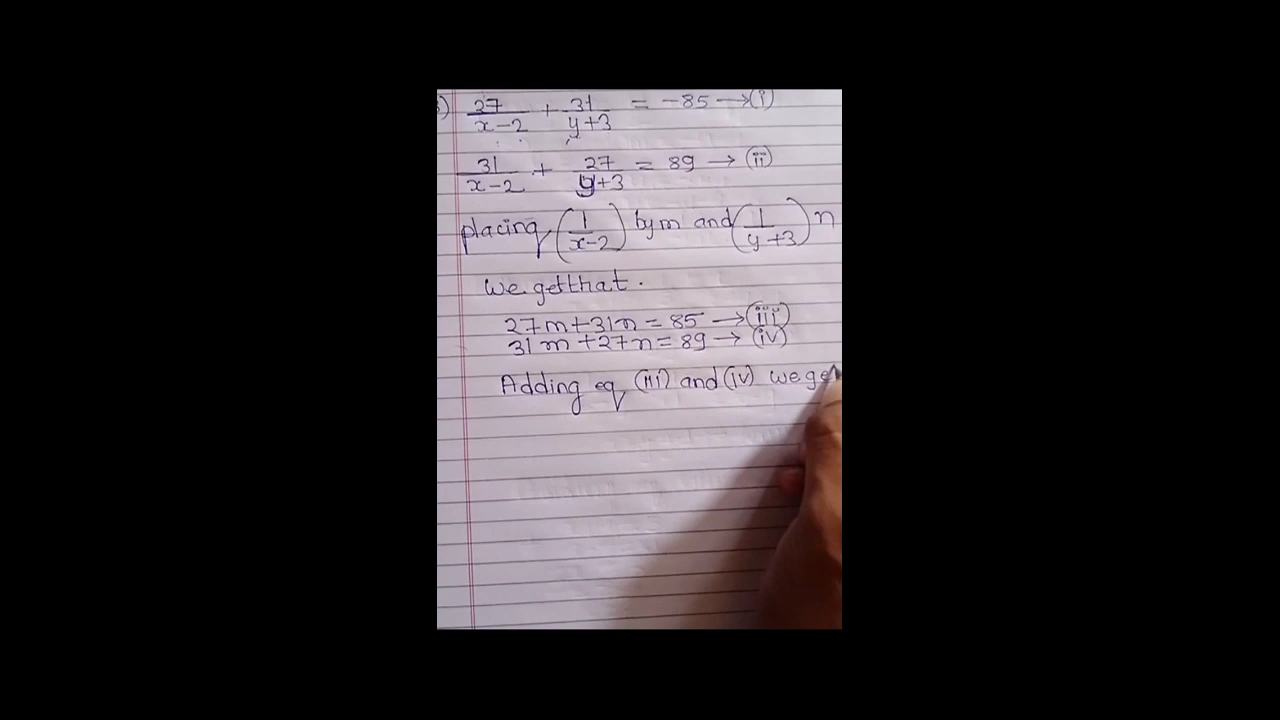 ) 27/(x-2) + 31/(y+3) = -85 → (i)
31/(x-2) + 27/(y+3) = 89 → (ii)
placing (1/(x-2)) by m and (1/(y+3)) n
we get that.
27m+31n = 85 → (iii)
31m+27n = 89 → (iv)
Adding eq (iii) and (iv) we ge